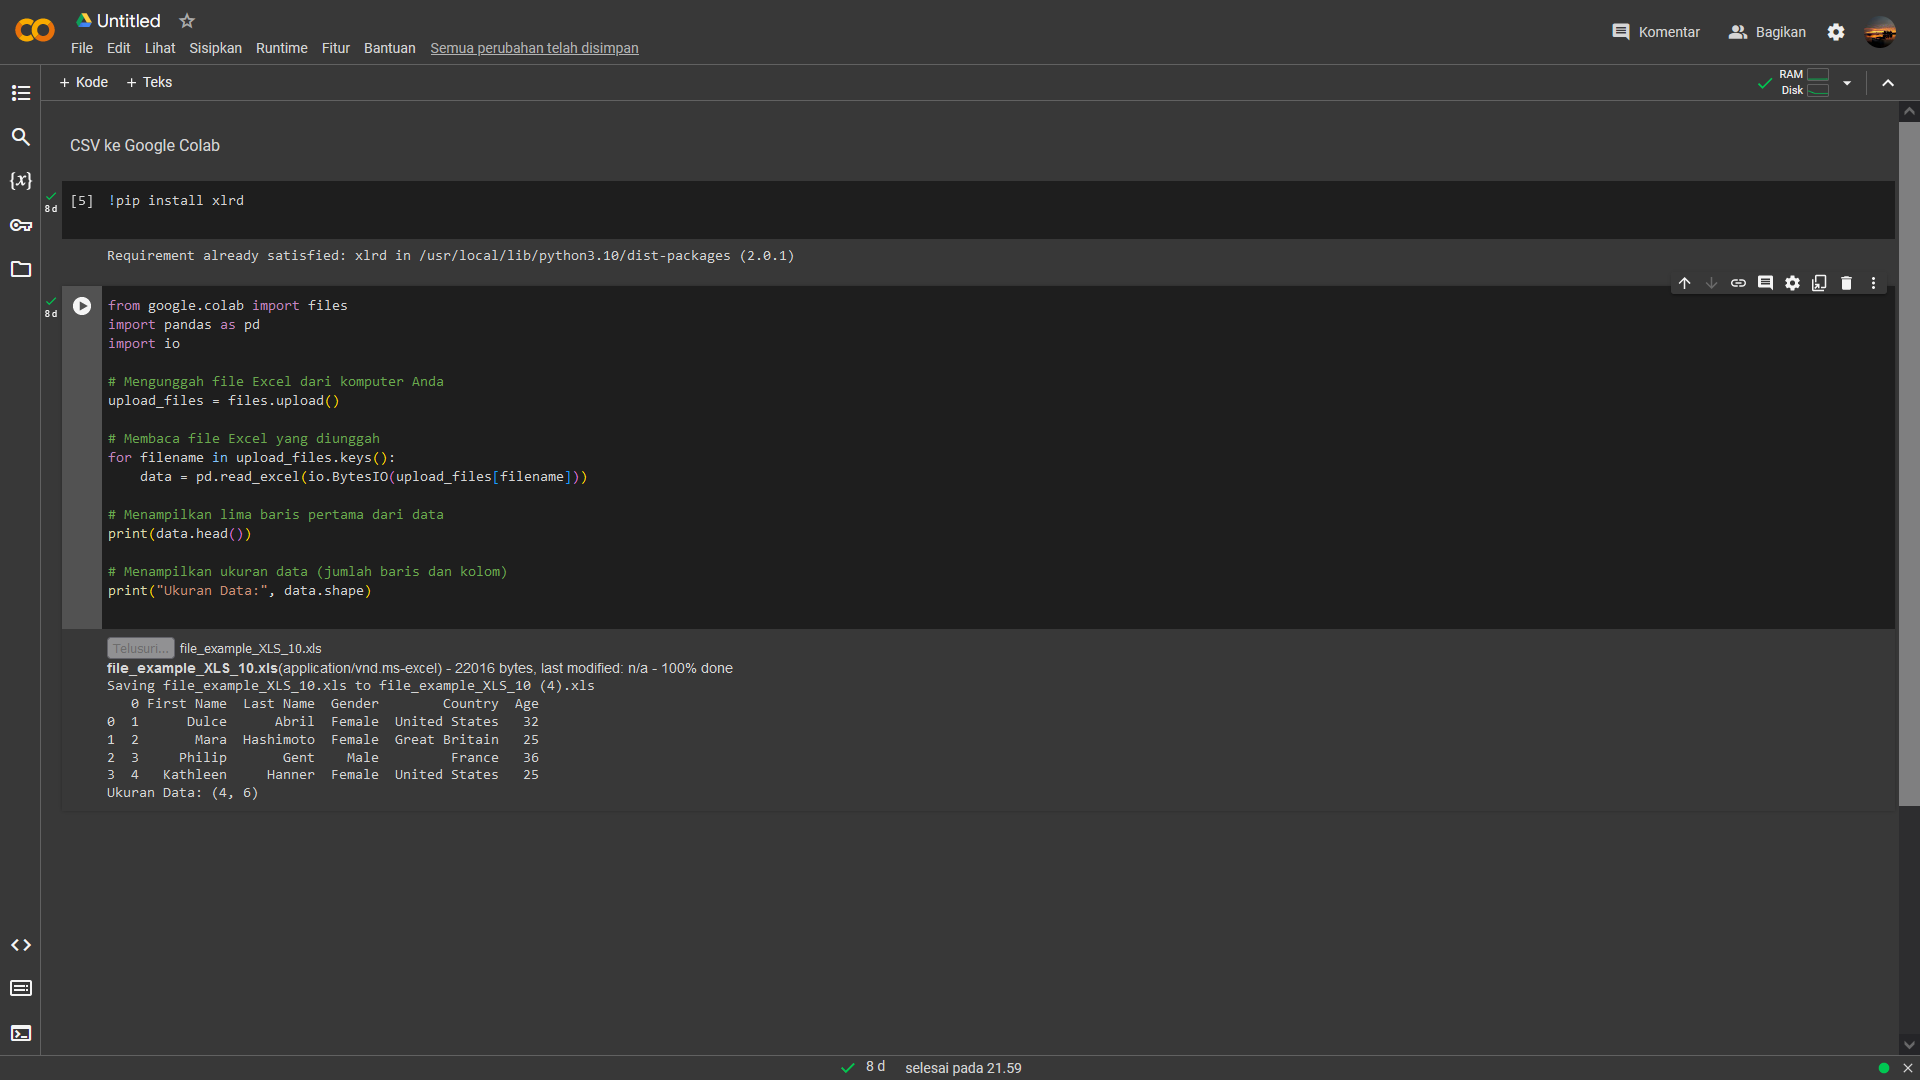 Untitled
File Edit Lihat Sisipkan Runtime Fitur Bantuan Semua perubahan telah disimpan
Komentar Bagikan
+ Kode + Teks
RAM
Disk
CSV ke Google Colab
8 d
[5] !pip install xlrd
Requirement already satisfied: xlrd in /usr/local/lib/python3.10/dist-packages (2.0.1)
8 d
from google.colab import files
import pandas as pd
import io
# Mengunggah file Excel dari komputer Anda
upload_files = files.upload()
# Membaca file Excel yang diunggah
for filename in upload_files.keys():
    data = pd.read_excel(io.BytesIO(upload_files[filename]))
# Menampilkan lima baris pertama dari data
print(data.head())
# Menampilkan ukuran data (jumlah baris dan kolom)
print("Ukuran Data:", data.shape)
Telusuri... file_example_XLS_10.xls
file_example_XLS_10.xls(application/vnd.ms-excel) - 22016 bytes, last modified: n/a - 100% done
Saving file_example_XLS_10.xls to file_example_XLS_10 (4).xls
   0 First Name  Last Name  Gender        Country  Age
0  1      Dulce      Abril  Female  United States   32
1  2       Mara  Hashimoto  Female  Great Britain   25
2  3     Philip       Gent    Male         France   36
3  4   Kathleen     Hanner  Female  United States   25
Ukuran Data: (4, 6)
8 d selesai pada 21.59